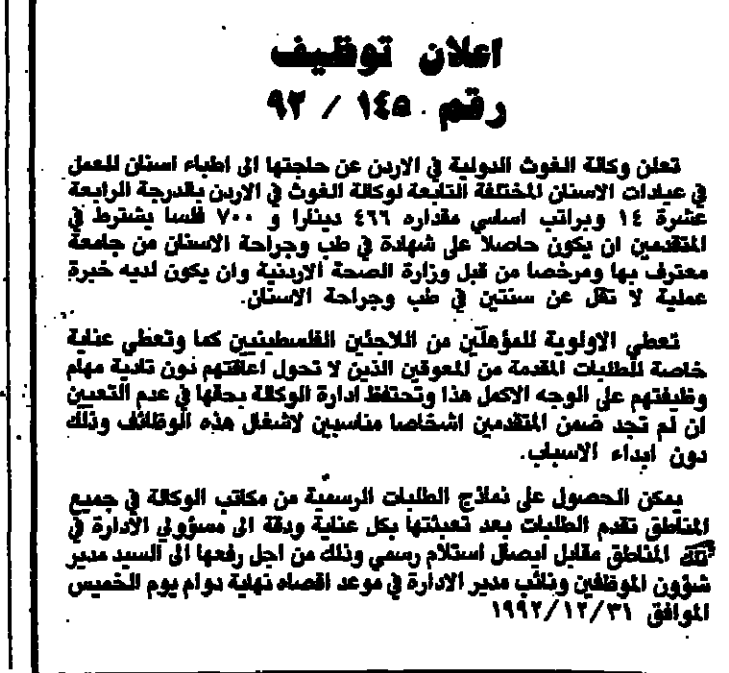 اعلان توظيف
رقم ١٤٥ / ٩٢
تعلن وكالة الغوث الدولية في الاردن عن حاجتها الى اطباء اسنان للعمل
في عيادات الاسنان المختلفة التابعة لوكالة الغوث في الاردن بالدرجة الرابعة
عشرة ١٤ وبراتب اساسي مقداره ٤٦٦ دينارا و ٧٠٠ فلسا يشترط في
المتقدمين ان يكون حاصلا على شهادة في طب وجراحة الاسنان من جامعة
معترف بها ومرخصا من قبل وزارة الصحة الاردنية وان يكون لديه خبرة
عملية لا تقل عن سنتين في طب وجراحة الاسنان.
تعطي الاولوية للمؤهلين من اللاجئين الفلسطينيين كما وتعطي عناية
خاصة للطلبات المقدمة من المعوقين الذين لا تحول اعاقتهم دون تادية مهام
وظيفتهم على الوجه الاكمل هذا وتحتفظ ادارة الوكالة بحقها في عدم التعيين
ان لم تجد ضمن المتقدمين اشخاصا مناسبين لاشغال هذه الوظائف وذلك
دون ابداء الاسباب.
يمكن الحصول على نماذج الطلبات الرسمية من مكاتب الوكالة في جميع
المناطق تقدم الطلبات بعد تعبئتها بكل عناية ودقة الى مسؤولي الادارة في
تلك المناطق مقابل ايصال استلام رسمي وذلك من اجل رفعها الى السيد مدير
شؤون الموظفين ونائب مدير الادارة في موعد اقصاه نهاية دوام يوم الخميس
الموافق ١٩٩٢/١٢/٣١